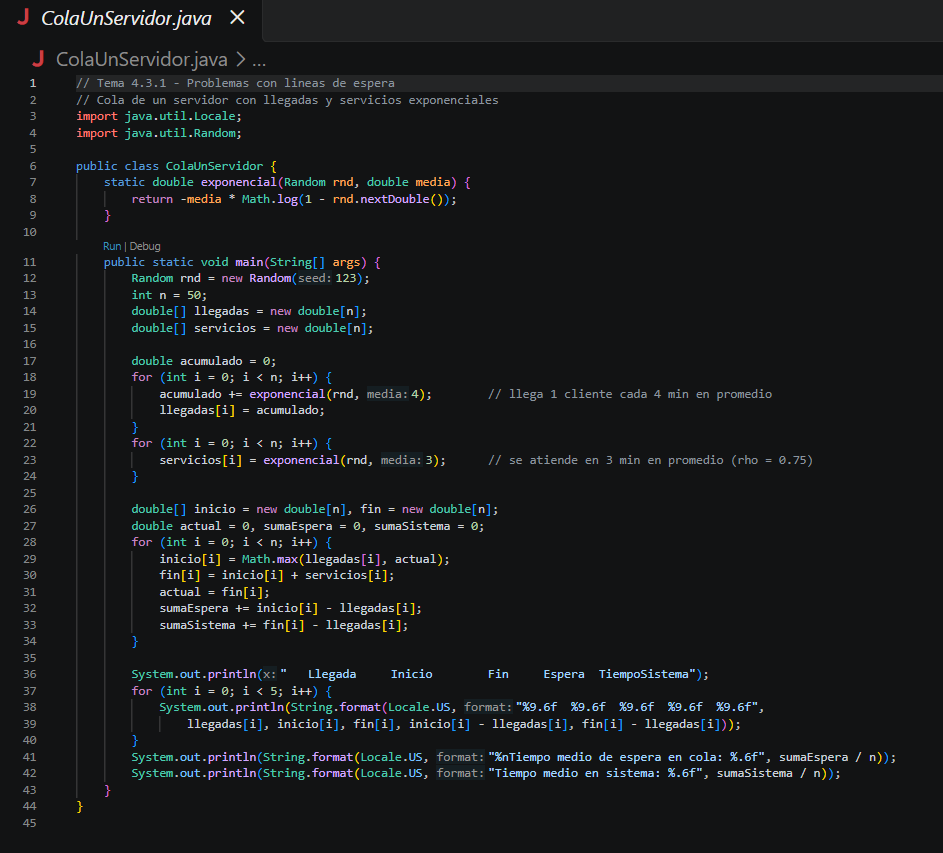 J ColaUnServidor.java ×
J ColaUnServidor.java > ...
1 // Tema 4.3.1 - Problemas con lineas de espera
2 // Cola de un servidor con llegadas y servicios exponenciales
3 import java.util.Locale;
4 import java.util.Random;
5
6 public class ColaUnServidor {
7     static double exponencial(Random rnd, double media) {
8         return -media * Math.log(1 - rnd.nextDouble());
9     }
10
Run | Debug
11     public static void main(String[] args) {
12         Random rnd = new Random(seed: 123);
13         int n = 50;
14         double[] llegadas = new double[n];
15         double[] servicios = new double[n];
16
17         double acumulado = 0;
18         for (int i = 0; i < n; i++) {
19             acumulado += exponencial(rnd, media: 4);        // llega 1 cliente cada 4 min en promedio
20             llegadas[i] = acumulado;
21         }
22         for (int i = 0; i < n; i++) {
23             servicios[i] = exponencial(rnd, media: 3);      // se atiende en 3 min en promedio (rho = 0.75)
24         }
25
26         double[] inicio = new double[n], fin = new double[n];
27         double actual = 0, sumaEspera = 0, sumaSistema = 0;
28         for (int i = 0; i < n; i++) {
29             inicio[i] = Math.max(llegadas[i], actual);
30             fin[i] = inicio[i] + servicios[i];
31             actual = fin[i];
32             sumaEspera += inicio[i] - llegadas[i];
33             sumaSistema += fin[i] - llegadas[i];
34         }
35
36         System.out.println(x: "   Llegada     Inicio        Fin     Espera  TiempoSistema");
37         for (int i = 0; i < 5; i++) {
38             System.out.println(String.format(Locale.US, format: "%9.6f  %9.6f  %9.6f  %9.6f  %9.6f",
39                 llegadas[i], inicio[i], fin[i], inicio[i] - llegadas[i], fin[i] - llegadas[i]));
40         }
41         System.out.println(String.format(Locale.US, format: "%nTiempo medio de espera en cola: %.6f", sumaEspera / n));
42         System.out.println(String.format(Locale.US, format: "Tiempo medio en sistema: %.6f", sumaSistema / n));
43     }
44 }
45